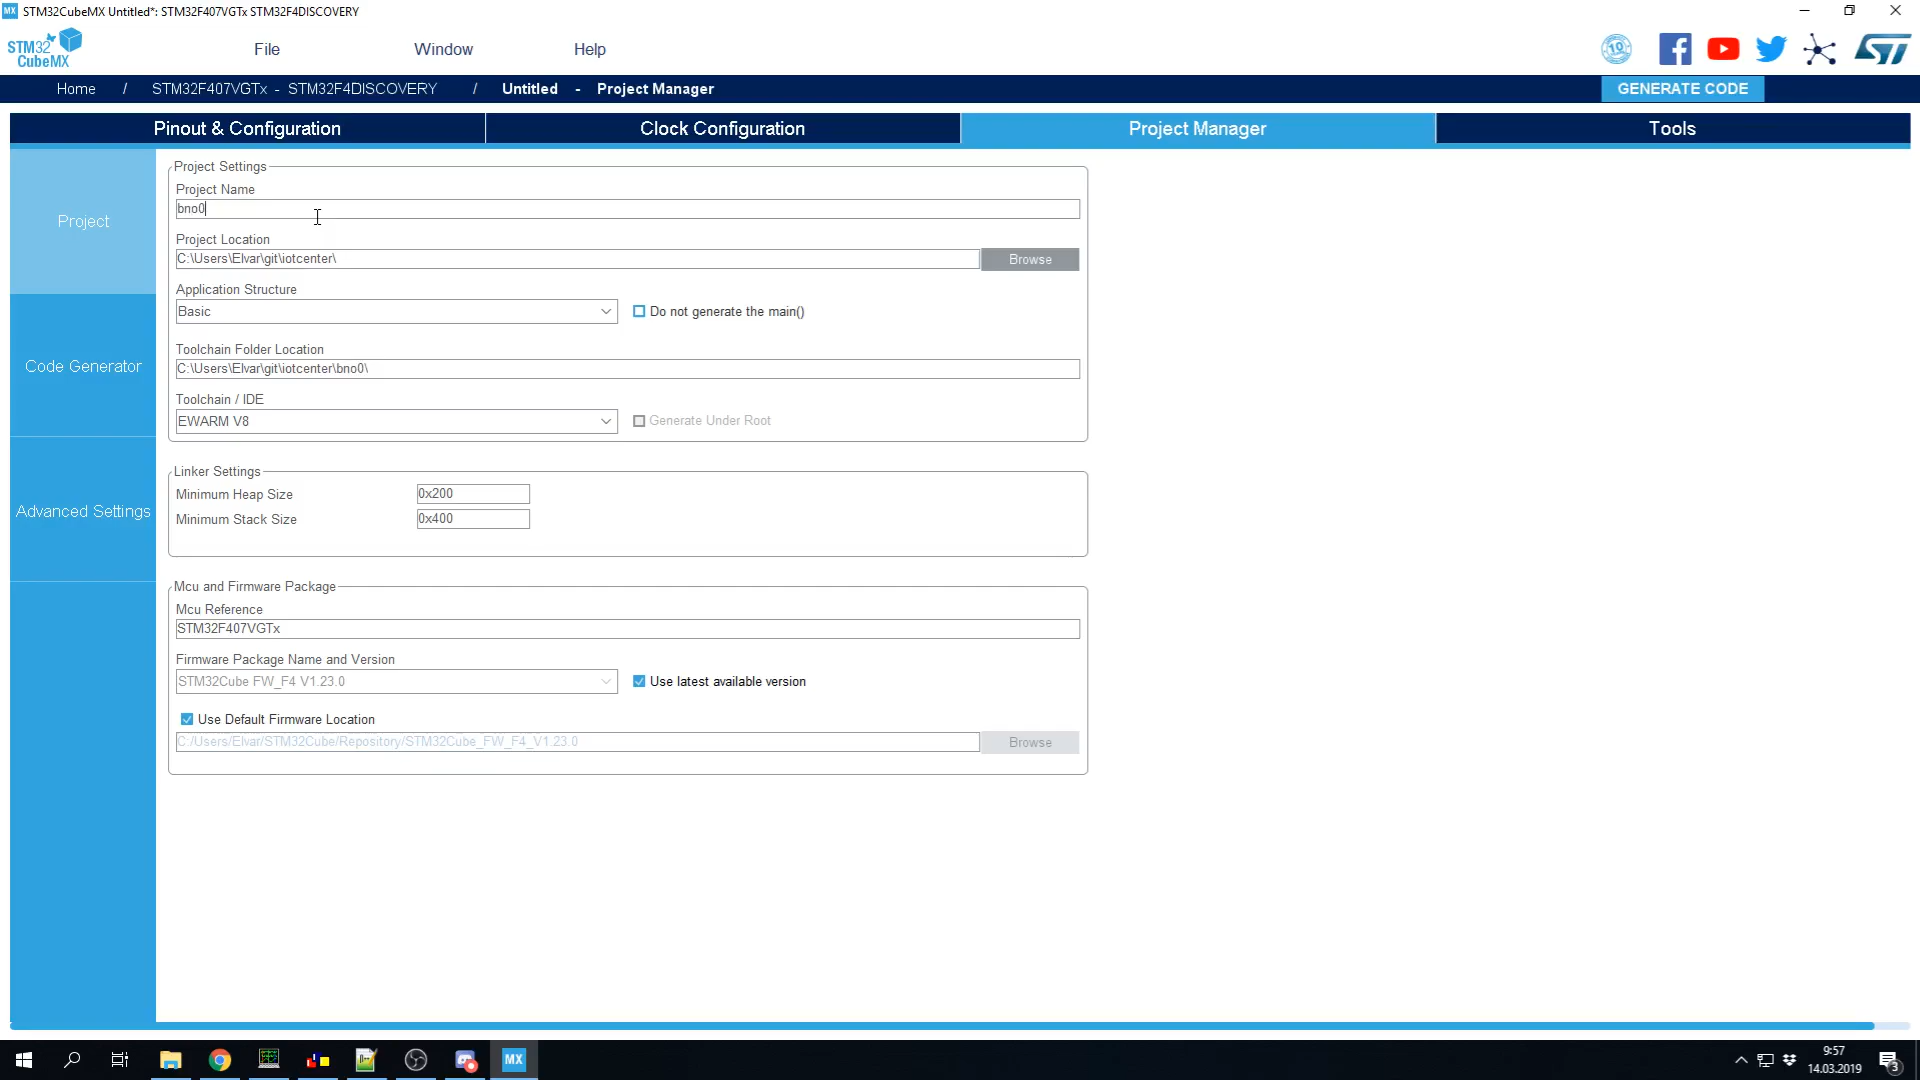 MX STM32CubeMX Untitled*: STM32F407VGTx STM32F4DISCOVERY
STM32 CubeMX
File Window Help
10
ST
Home / STM32F407VGTx - STM32F4DISCOVERY / Untitled - Project Manager GENERATE CODE
Pinout & Configuration Clock Configuration Project Manager Tools
Project
Code Generator
Advanced Settings
Project Settings
Project Name
bno0
Project Location
C:\Users\Elvar\git\iotcenter\ Browse
Application Structure
Basic Do not generate the main()
Toolchain Folder Location
C:\Users\Elvar\git\iotcenter\bno0\
Toolchain / IDE
EWARM V8 Generate Under Root
Linker Settings
Minimum Heap Size 0x200
Minimum Stack Size 0x400
Mcu and Firmware Package
Mcu Reference
STM32F407VGTx
Firmware Package Name and Version
STM32Cube FW_F4 V1.23.0 Use latest available version
Use Default Firmware Location
C:/Users/Elvar/STM32Cube/Repository/STM32Cube_FW_F4_V1.23.0 Browse
MX
9:57
14.03.2019
3